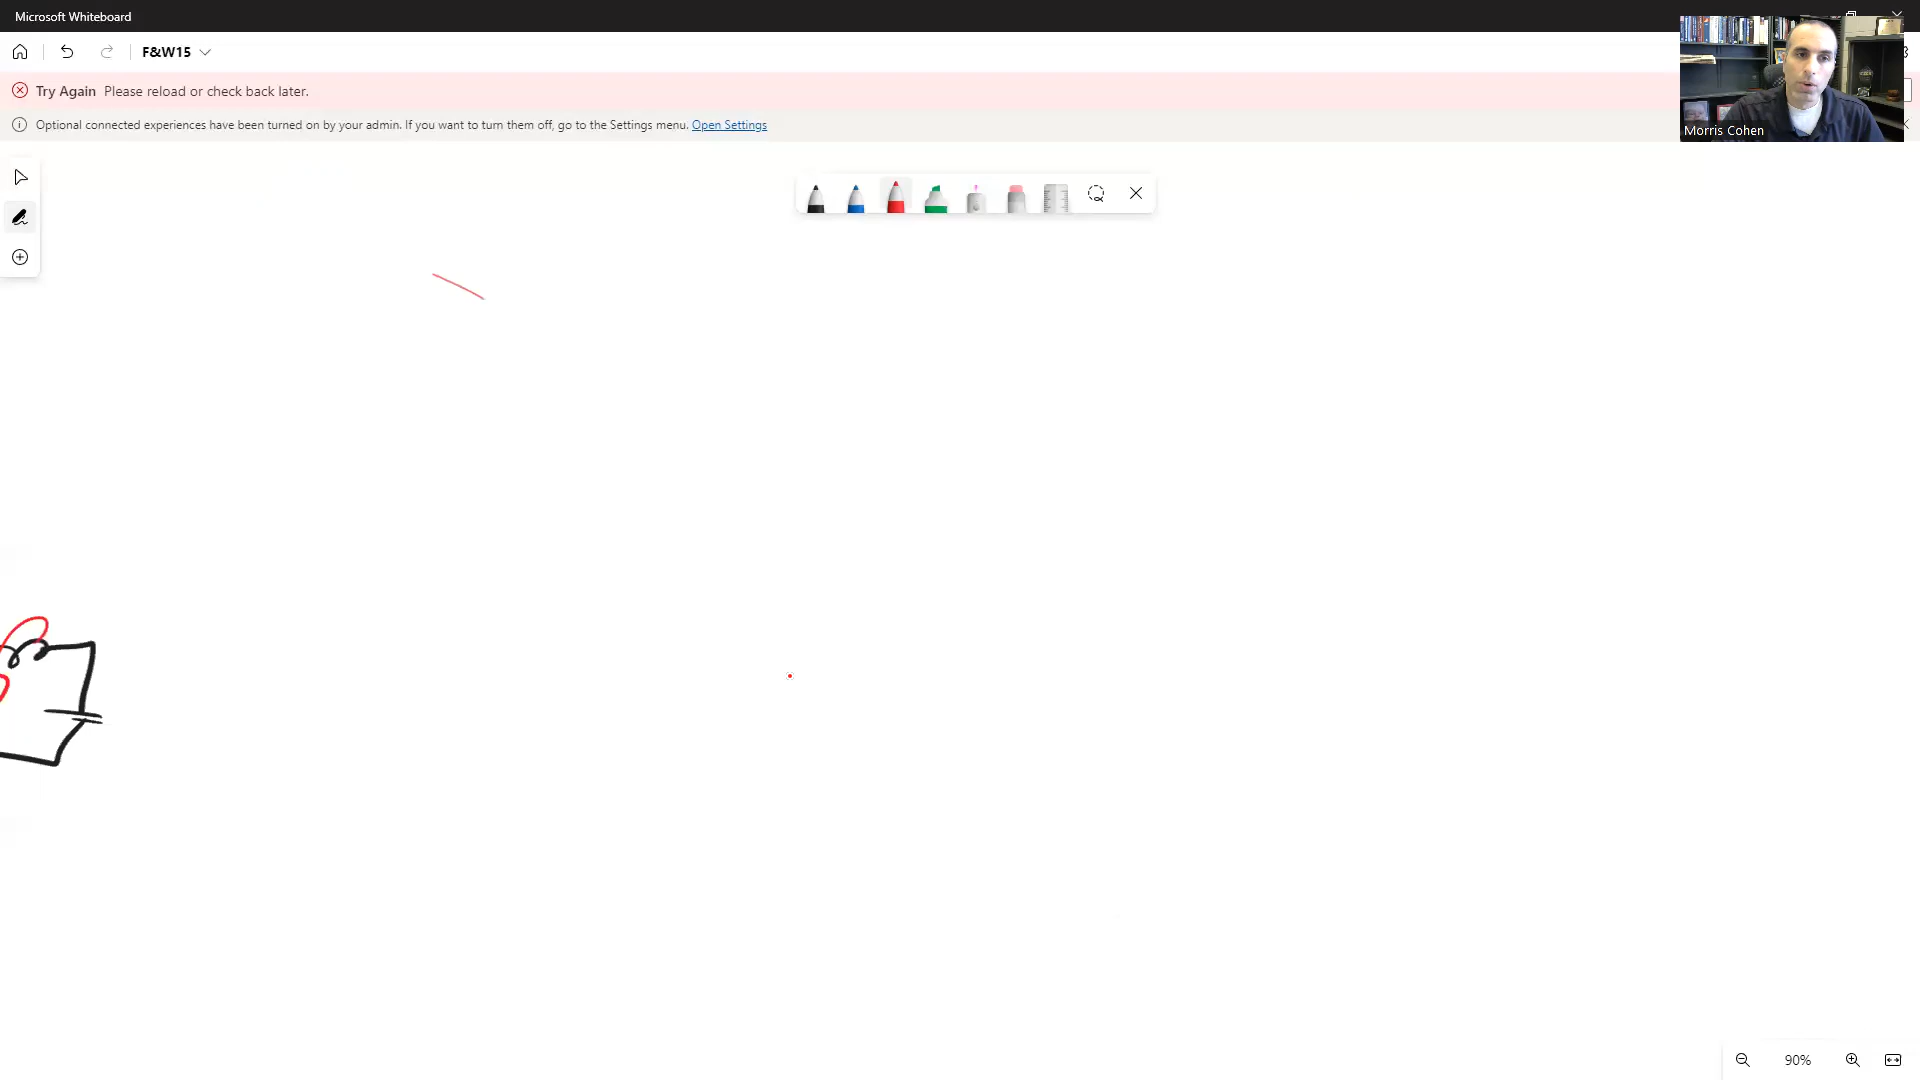 Microsoft Whiteboard
F&W15
Try Again Please reload or check back later.
Optional connected experiences have been turned on by your admin. If you want to turn them off, go to the Settings menu. Open Settings
Morris Cohen
90%